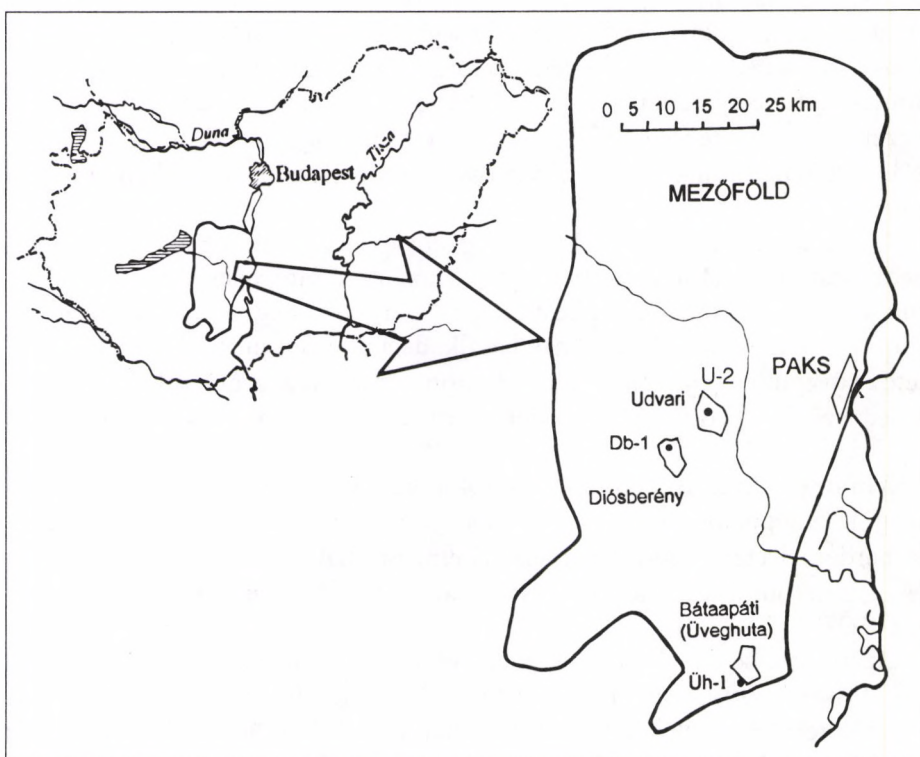 Duna
Budapest
Tisza
0 5 10 15 20 25 km
MEZŐFÖLD
PAKS
U-2
Udvari
Db-1
Diósberény
Bátaapáti
(Üveghuta)
Üh-1